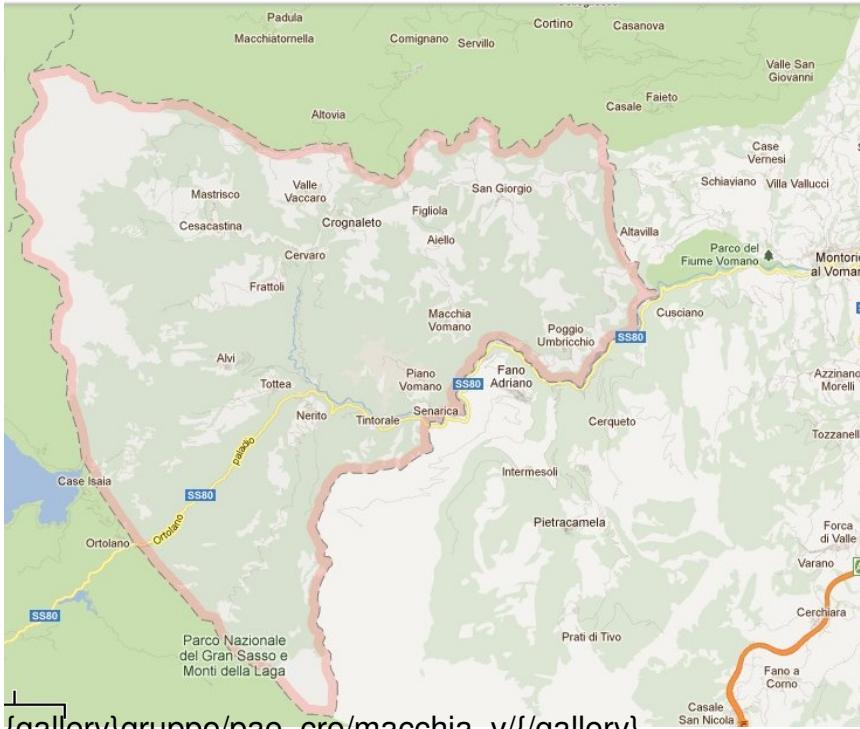 Padula
Macchiatornella
Comignano
Servillo
Cortino
Casanova
Valle San
Giovanni
Faieto
Casale
Altovia
Case
Vernesi
Schiaviano
Villa Vallucci
Mastrisco
Valle
Vaccaro
San Giorgio
Cesacastina
Crognaleto
Figliola
Aiello
Altavilla
Parco del
Fiume Vomano
Cervaro
Frattoli
Cusciano
Macchia
Vomano
Poggio
Umbricchio
SS80
Alvi
Tottea
Piano
Vomano
SS80
Fano
Adriano
Azzinano
Morelli
Nerito
Tintorale
Senarica
Cerqueto
paladio
Case Isaia
SS80
Intermesoli
Ortolano
Ortolano
Pietracamela
Forca
di Valle
Varano
SS80
Cerchiara
Parco Nazionale
del Gran Sasso e
Monti della Laga
Prati di Tivo
Fano a
Corno
Casale
San Nicola
{gallery}gruppo/pae_cro/macchia_v/{/gallery}